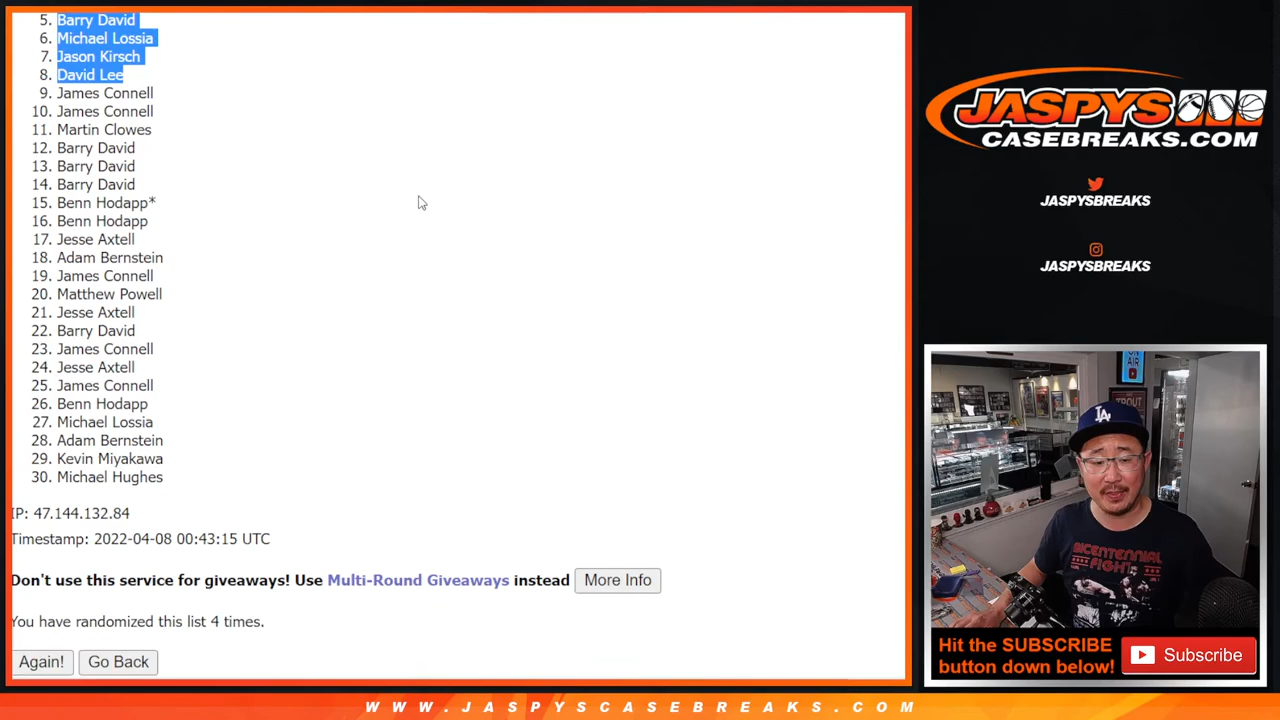 5. Barry David
6. Michael Lossia
7. Jason Kirsch
8. David Lee
9. James Connell
10. James Connell
11. Martin Clowes
12. Barry David
13. Barry David
14. Barry David
15. Benn Hodapp*
16. Benn Hodapp
17. Jesse Axtell
18. Adam Bernstein
19. James Connell
20. Matthew Powell
21. Jesse Axtell
22. Barry David
23. James Connell
24. Jesse Axtell
25. James Connell
26. Benn Hodapp
27. Michael Lossia
28. Adam Bernstein
29. Kevin Miyakawa
30. Michael Hughes
IP: 47.144.132.84
Timestamp: 2022-04-08 00:43:15 UTC
Don't use this service for giveaways! Use Multi-Round Giveaways instead More Info
You have randomized this list 4 times.
Again! Go Back
JASPYS
CASEBREAKS.COM
JASPYSBREAKS
JASPYSBREAKS
ON
AIR
TROUT
LA
BICENTENNIAL
FIGHT
Hit the SUBSCRIBE
button down below!
Subscribe
WWW.JASPYSCASEBREAKS.COM